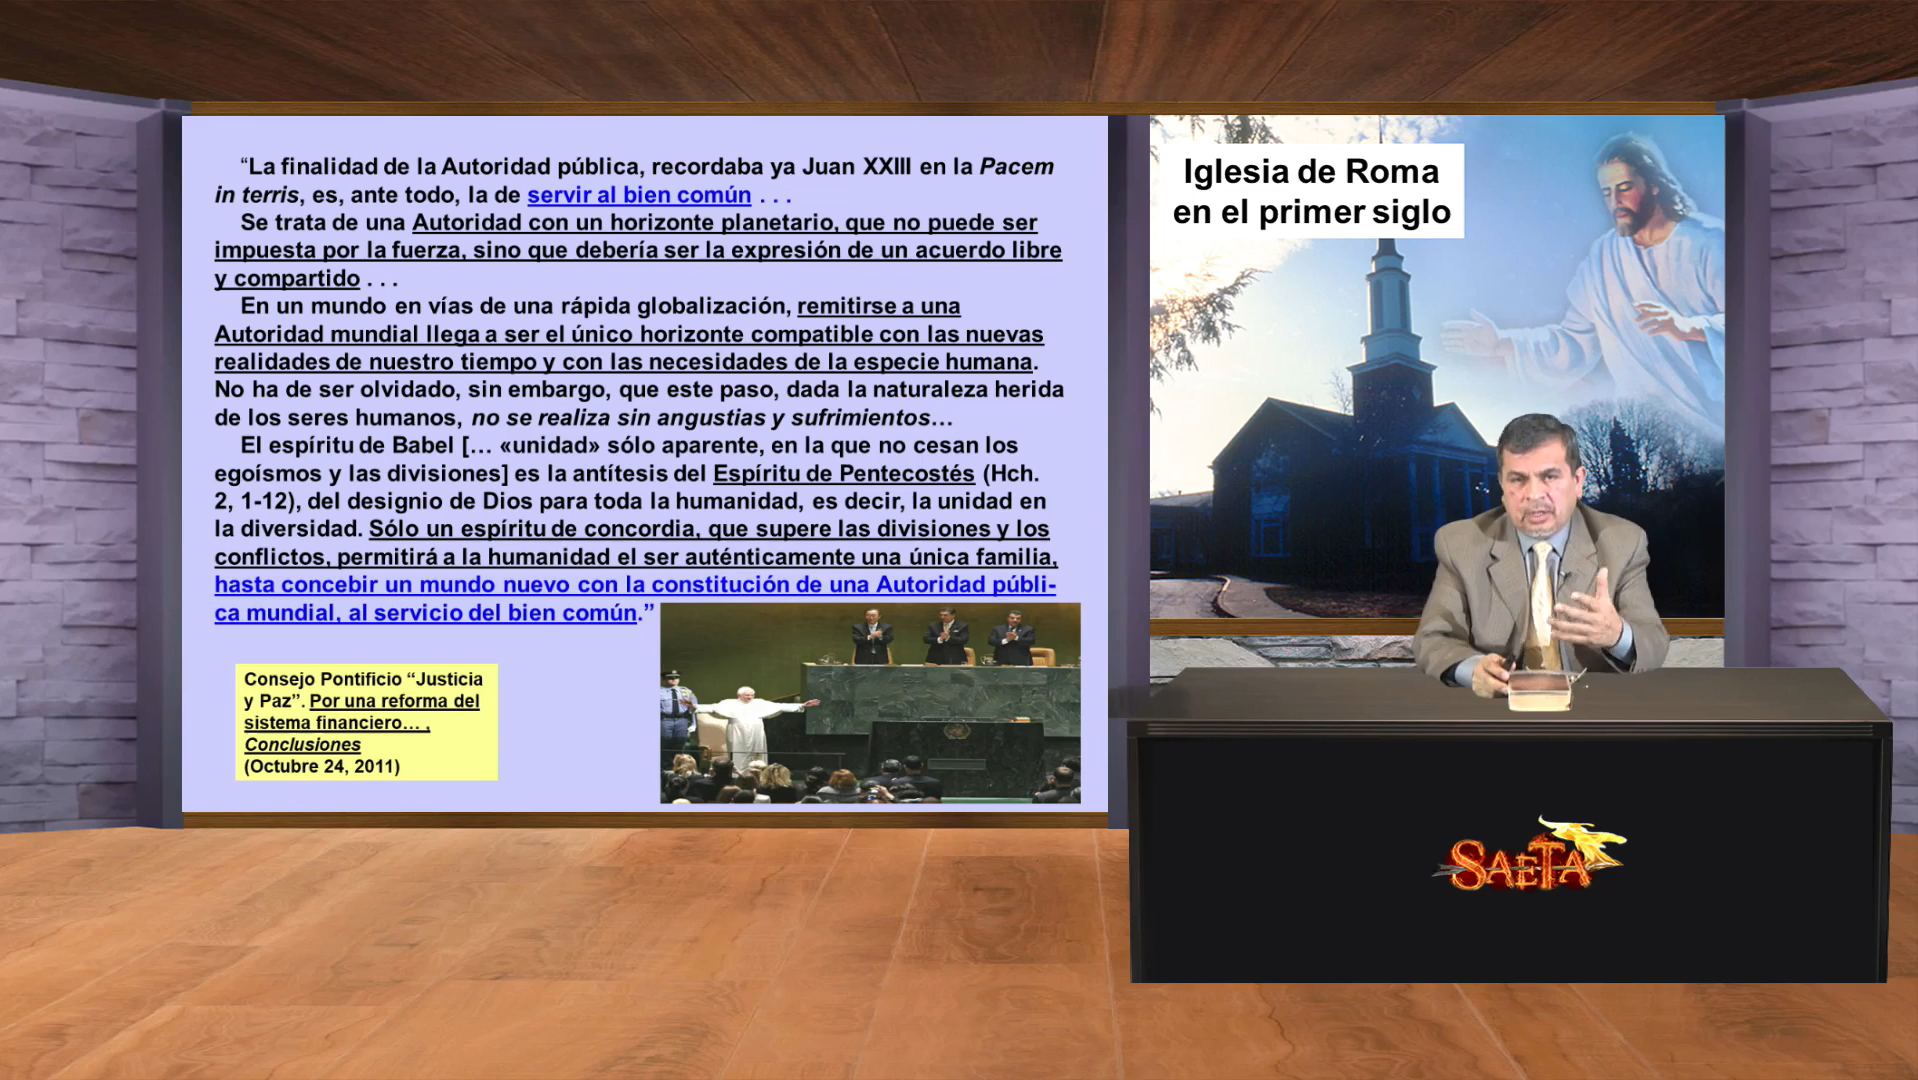 “La finalidad de la Autoridad pública, recordaba ya Juan XXIII en la Pacem
in terris, es, ante todo, la de servir al bien común . . .
Se trata de una Autoridad con un horizonte planetario, que no puede ser
impuesta por la fuerza, sino que debería ser la expresión de un acuerdo libre
y compartido . . .
En un mundo en vías de una rápida globalización, remitirse a una
Autoridad mundial llega a ser el único horizonte compatible con las nuevas
realidades de nuestro tiempo y con las necesidades de la especie humana.
No ha de ser olvidado, sin embargo, que este paso, dada la naturaleza herida
de los seres humanos, no se realiza sin angustias y sufrimientos…
El espíritu de Babel [… «unidad» sólo aparente, en la que no cesan los
egoísmos y las divisiones] es la antítesis del Espíritu de Pentecostés (Hch.
2, 1-12), del designio de Dios para toda la humanidad, es decir, la unidad en
la diversidad. Sólo un espíritu de concordia, que supere las divisiones y los
conflictos, permitirá a la humanidad el ser auténticamente una única familia,
hasta concebir un mundo nuevo con la constitución de una Autoridad públi-
ca mundial, al servicio del bien común.”
Consejo Pontificio “Justicia
y Paz”. Por una reforma del
sistema financiero… ,
Conclusiones
(Octubre 24, 2011)
Iglesia de Roma
en el primer siglo
SAETA